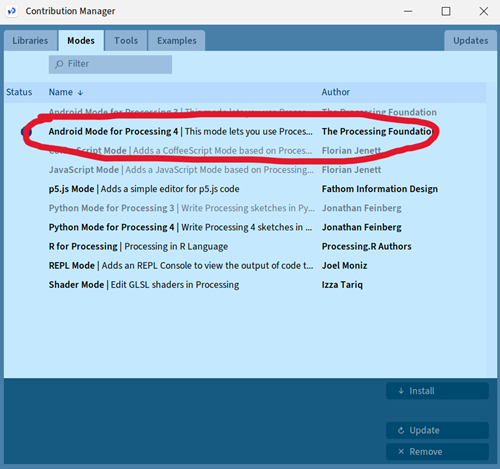 Contribution Manager
Libraries Modes Tools Examples Updates
Filter
Status Name ↓ Author
Android Mode for Processing 3 | This mode lets you use Proces... The Processing Foundation
Android Mode for Processing 4 | This mode lets you use Proces... The Processing Foundation
Script Mode | Adds a CoffeeScript Mode based on Proces... Florian Jenett
JavaScript Mode | Adds a JavaScript Mode based on Processing... Florian Jenett
p5.js Mode | Adds a simple editor for p5.js code Fathom Information Design
Python Mode for Processing 3 | Write Processing sketches in Py... Jonathan Feinberg
Python Mode for Processing 4 | Write Processing 4 sketches in ... Jonathan Feinberg
R for Processing | Processing in R Language Processing.R Authors
REPL Mode | Adds an REPL Console to view the output of code t... Joel Moniz
Shader Mode | Edit GLSL shaders in Processing Izza Tariq
Install
Update
Remove